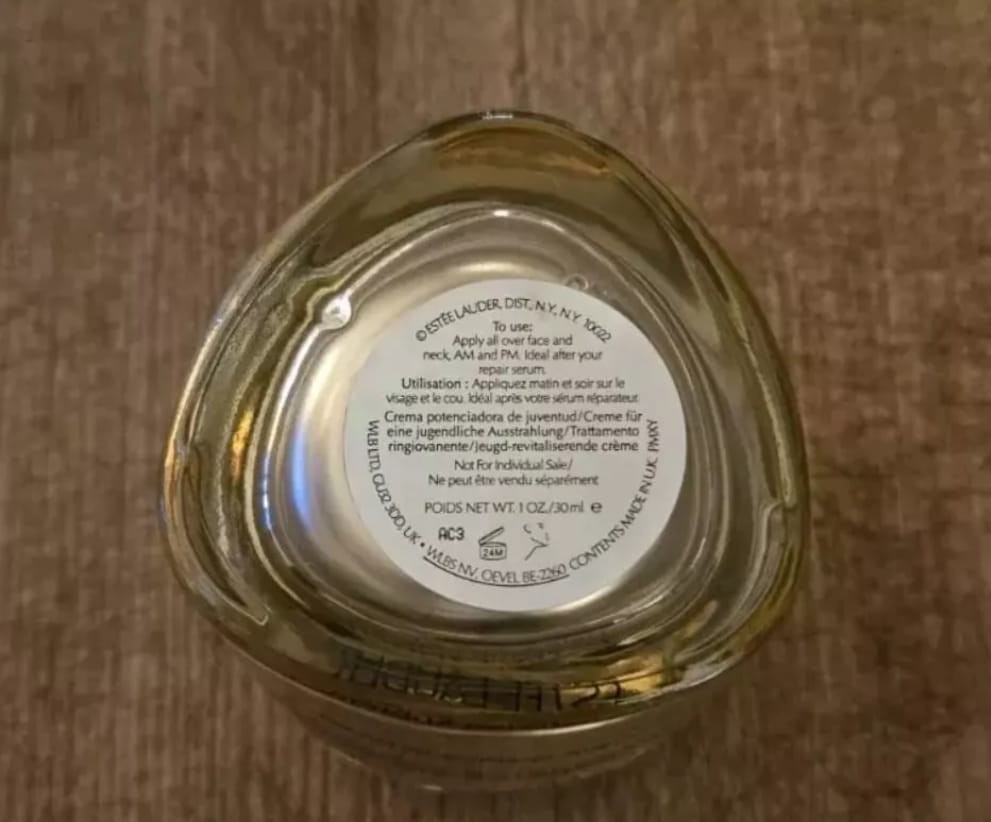 © ESTĒE LAUDER, DIST., N.Y., N.Y. 10022
To use:
Apply all over face and
neck, AM and PM. Ideal after your
repair serum.
Utilisation : Appliquez matin et soir sur le
visage et le cou. Idéal après votre sérum réparateur.
Crema potenciadora de juventud/Creme für
eine jugendliche Ausstrahlung/Trattamento
ringiovanente/Jeugd-revitaliserende crème
Not For Individual Sale/
Ne peut être vendu séparément
POIDS NET WT. 1 OZ./30 ml e
AC3
24M
WLB LTD, GU32 3DD, UK • WLBS NV, OEVEL BE-2260 CONTENTS MADE IN U.K. PMXY